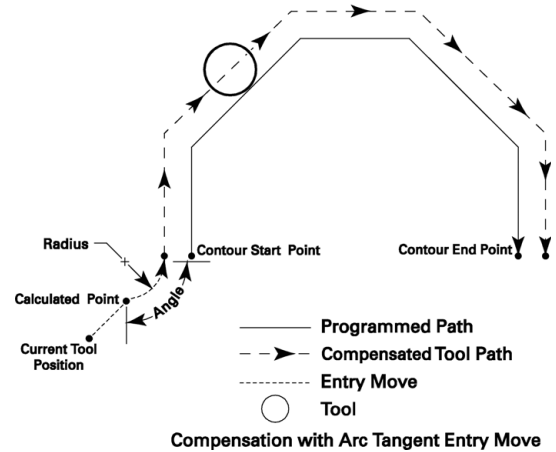 Radius
Contour Start Point
Contour End Point
Calculated Point
Angle
Current Tool
Position
Programmed Path
Compensated Tool Path
Entry Move
Tool
Compensation with Arc Tangent Entry Move